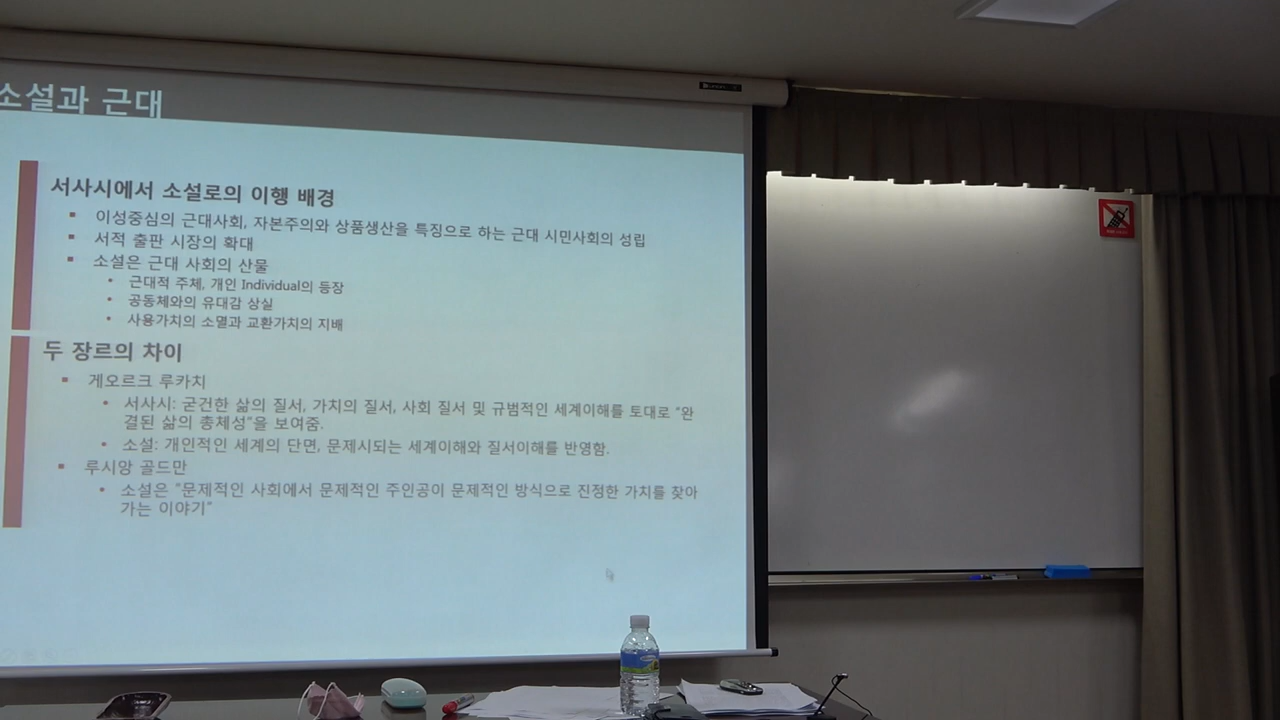 소설과 근대
서사시에서 소설로의 이행 배경
이성중심의 근대사회, 자본주의와 상품생산을 특징으로 하는 근대 시민사회의 성립
서적 출판 시장의 확대
소설은 근대 사회의 산물
근대적 주체, 개인 Individual의 등장
공동체와의 유대감 상실
사용가치의 소멸과 교환가치의 지배
두 장르의 차이
게오르크 루카치
서사시: 굳건한 삶의 질서, 가치의 질서, 사회 질서 및 규범적인 세계이해를 토대로 "완
결된 삶의 총체성"을 보여줌.
소설: 개인적인 세계의 단면, 문제시되는 세계이해와 질서이해를 반영함.
루시앙 골드만
소설은 "문제적인 사회에서 문제적인 주인공이 문제적인 방식으로 진정한 가치를 찾아
가는 이야기"